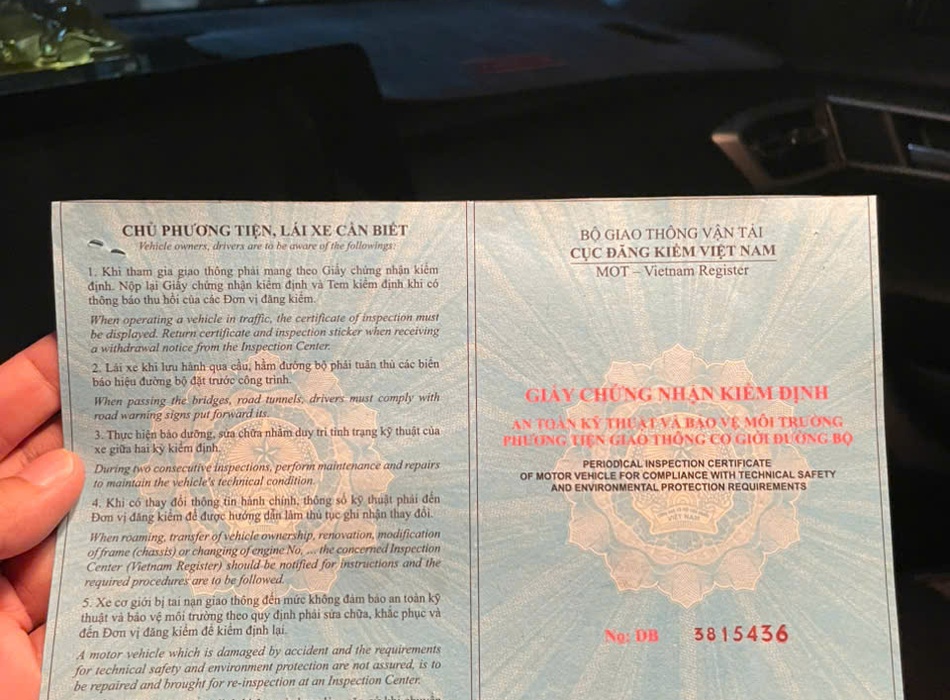 CHỦ PHƯƠNG TIỆN, LÁI XE CẦN BIẾT
Vehicle owners, drivers are to be aware of the followings:
1. Khi tham gia giao thông phải mang theo Giấy chứng nhận kiểm
định. Nộp lại Giấy chứng nhận kiểm định và Tem kiểm định khi có
thông báo thu hồi của các Đơn vị đăng kiểm.
When operating a vehicle in traffic, the certificate of inspection must
be displayed. Return certificate and inspection sticker when receiving
a withdrawal notice from the Inspection Center.
2. Lái xe khi lưu hành qua cầu, hầm đường bộ phải tuân thủ các biển
báo hiệu đường bộ đặt trước công trình.
When passing the bridges, road tunnels, drivers must comply with
road warning signs put forward its.
3. Thực hiện bảo dưỡng, sửa chữa nhằm duy trì tình trạng kỹ thuật của
xe giữa hai kỳ kiểm định.
During two consecutive inspections, perform maintenance and repairs
to maintain the vehicle's technical condition.
4. Khi có thay đổi thông tin hành chính, thông số kỹ thuật phải đến
Đơn vị đăng kiểm để được hướng dẫn làm thủ tục ghi nhận thay đổi.
When roaming, transfer of vehicle ownership, renovation, modification
of frame (chassis) or changing of engine No, ... the concerned Inspection
Center (Vietnam Register) should be notified for instructions and the
required procedures are to be followed.
5. Xe cơ giới bị tai nạn giao thông đến mức không đảm bảo an toàn kỹ
thuật và bảo vệ môi trường theo quy định phải sửa chữa, khắc phục và
đến Đơn vị đăng kiểm để kiểm định lại.
A motor vehicle which is damaged by accident and the requirements
for technical safety and environment protection are not assured, is to
be repaired and brought for re-inspection at an Inspection Center.
BỘ GIAO THÔNG VẬN TẢI
CỤC ĐĂNG KIỂM VIỆT NAM
MOT – Vietnam Register
GIẤY CHỨNG NHẬN KIỂM ĐỊNH
AN TOÀN KỸ THUẬT VÀ BẢO VỆ MÔI TRƯỜNG
PHƯƠNG TIỆN GIAO THÔNG CƠ GIỚI ĐƯỜNG BỘ
PERIODICAL INSPECTION CERTIFICATE
OF MOTOR VEHICLE FOR COMPLIANCE WITH TECHNICAL SAFETY
AND ENVIRONMENTAL PROTECTION REQUIREMENTS
VIỆT NAM
No: DB 3815436